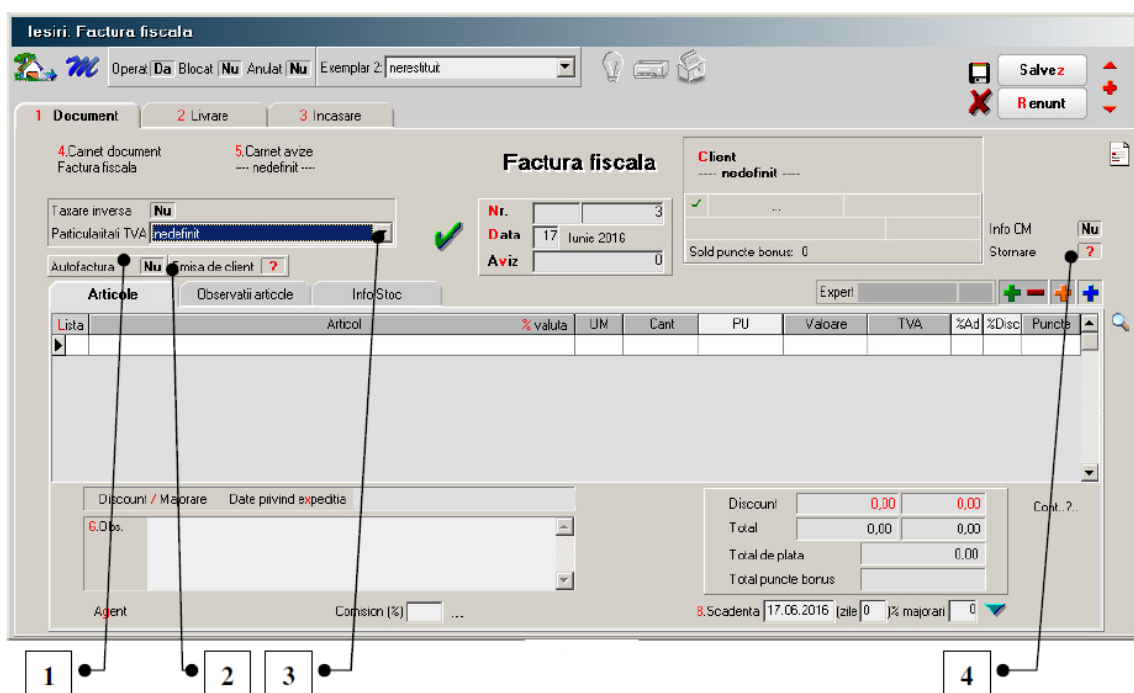 Iesiri: Factura fiscala
Operat Da Blocat Nu Anulat Nu Exemplar 2: nerestituit
Salvez
Renunt
1 Document 2 Livrare 3 Incasare
4.Carnet document 5.Carnet avize
Factura fiscala ---- nedefinit ----
Factura fiscala
Client
---- nedefinit ----
...
Sold puncte bonus: 0
Taxare inversa Nu
Particularitati TVA nedefinit
Nr. 3
Data 17 Iunie 2016
Aviz 0
Info CM Nu
Stornare ?
Autofactura Nu Emisa de client ?
Articole Observatii articole Info Stoc Expert
Lista Articol % valuta UM Cant PU Valoare TVA %Ad %Disc Puncte
Discount / Majorare Date privind expeditia
6.Obs.
Agent Comision (%) ...
Discount 0,00 0,00
Total 0,00 0,00
Total de plata 0.00
Total puncte bonus
Cont..?..
8.Scadenta 17.06.2016 (zile 0 )% majorari 0
1 2 3 4